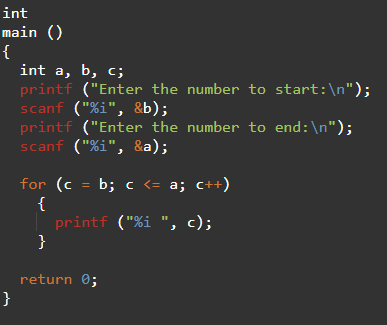 int
main ()
{
int a, b, c;
printf ("Enter the number to start:\n");
scanf ("%i", &b);
printf ("Enter the number to end:\n");
scanf ("%i", &a);
for (c = b; c <= a; c++)
{
printf ("%i ", c);
}
return 0;
}